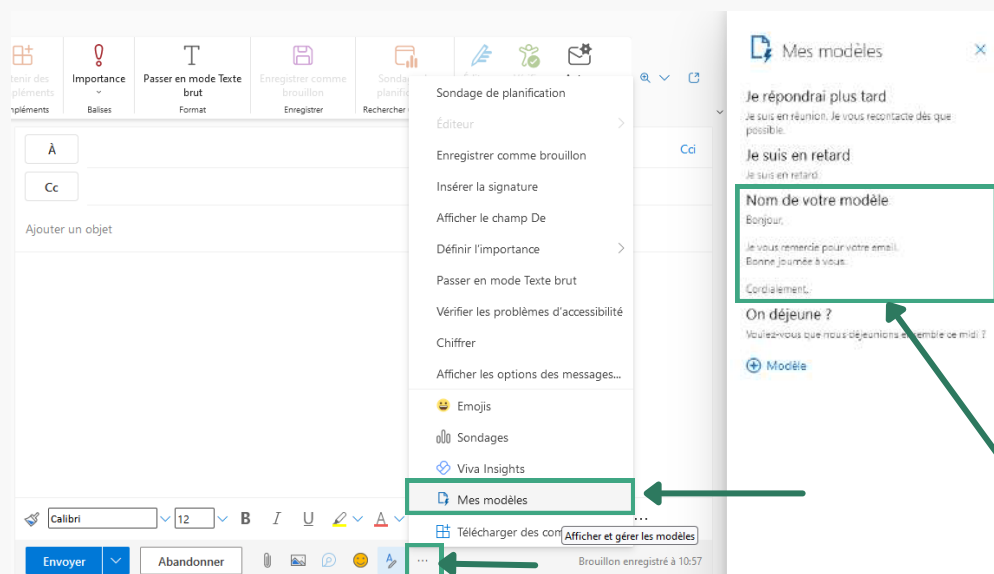 Importance
Balises
Passer en mode Texte
brut
Format
Enregistrer comme
brouillon
Enregistrer
Rechercher
À
Cc
Cci
Ajouter un objet
Sondage de planification
Éditeur
Enregistrer comme brouillon
Insérer la signature
Afficher le champ De
Définir l'importance
Passer en mode Texte brut
Vérifier les problèmes d'accessibilité
Chiffrer
Afficher les options des messages...
Emojis
Sondages
Viva Insights
Mes modèles
Télécharger des com
Afficher et gérer les modèles
Calibri
12
B I U A
...
Envoyer
Abandonner
...
Brouillon enregistré à 10:57
Mes modèles
Je répondrai plus tard
Je suis en réunion. Je vous recontacte dès que
possible.
Je suis en retard
Je suis en retard.
Nom de votre modèle
Bonjour,
Je vous remercie pour votre email.
Bonne journée à vous.
Cordialement,
On déjeune ?
Voulez-vous que nous déjeunions ensemble ce midi ?
Modèle